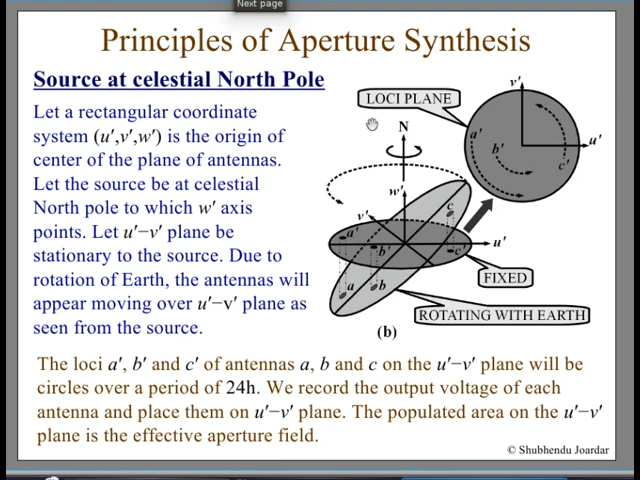 Next page
Principles of Aperture Synthesis
Source at celestial North Pole
Let a rectangular coordinate
system (u′,v′,w′) is the origin of
center of the plane of antennas.
Let the source be at celestial
North pole to which w′ axis
points. Let u′−v′ plane be
stationary to the source. Due to
rotation of Earth, the antennas will
appear moving over u′−v′ plane as
seen from the source.
LOCI PLANE
v′
u′
a′
b′
c′
N
w′
v′
c
a′
b′
c′
u′
a
b
FIXED
ROTATING WITH EARTH
(b)
The loci a′, b′ and c′ of antennas a, b and c on the u′−v′ plane will be
circles over a period of 24h. We record the output voltage of each
antenna and place them on u′−v′ plane. The populated area on the u′−v′
plane is the effective aperture field.
© Shubhendu Joardar